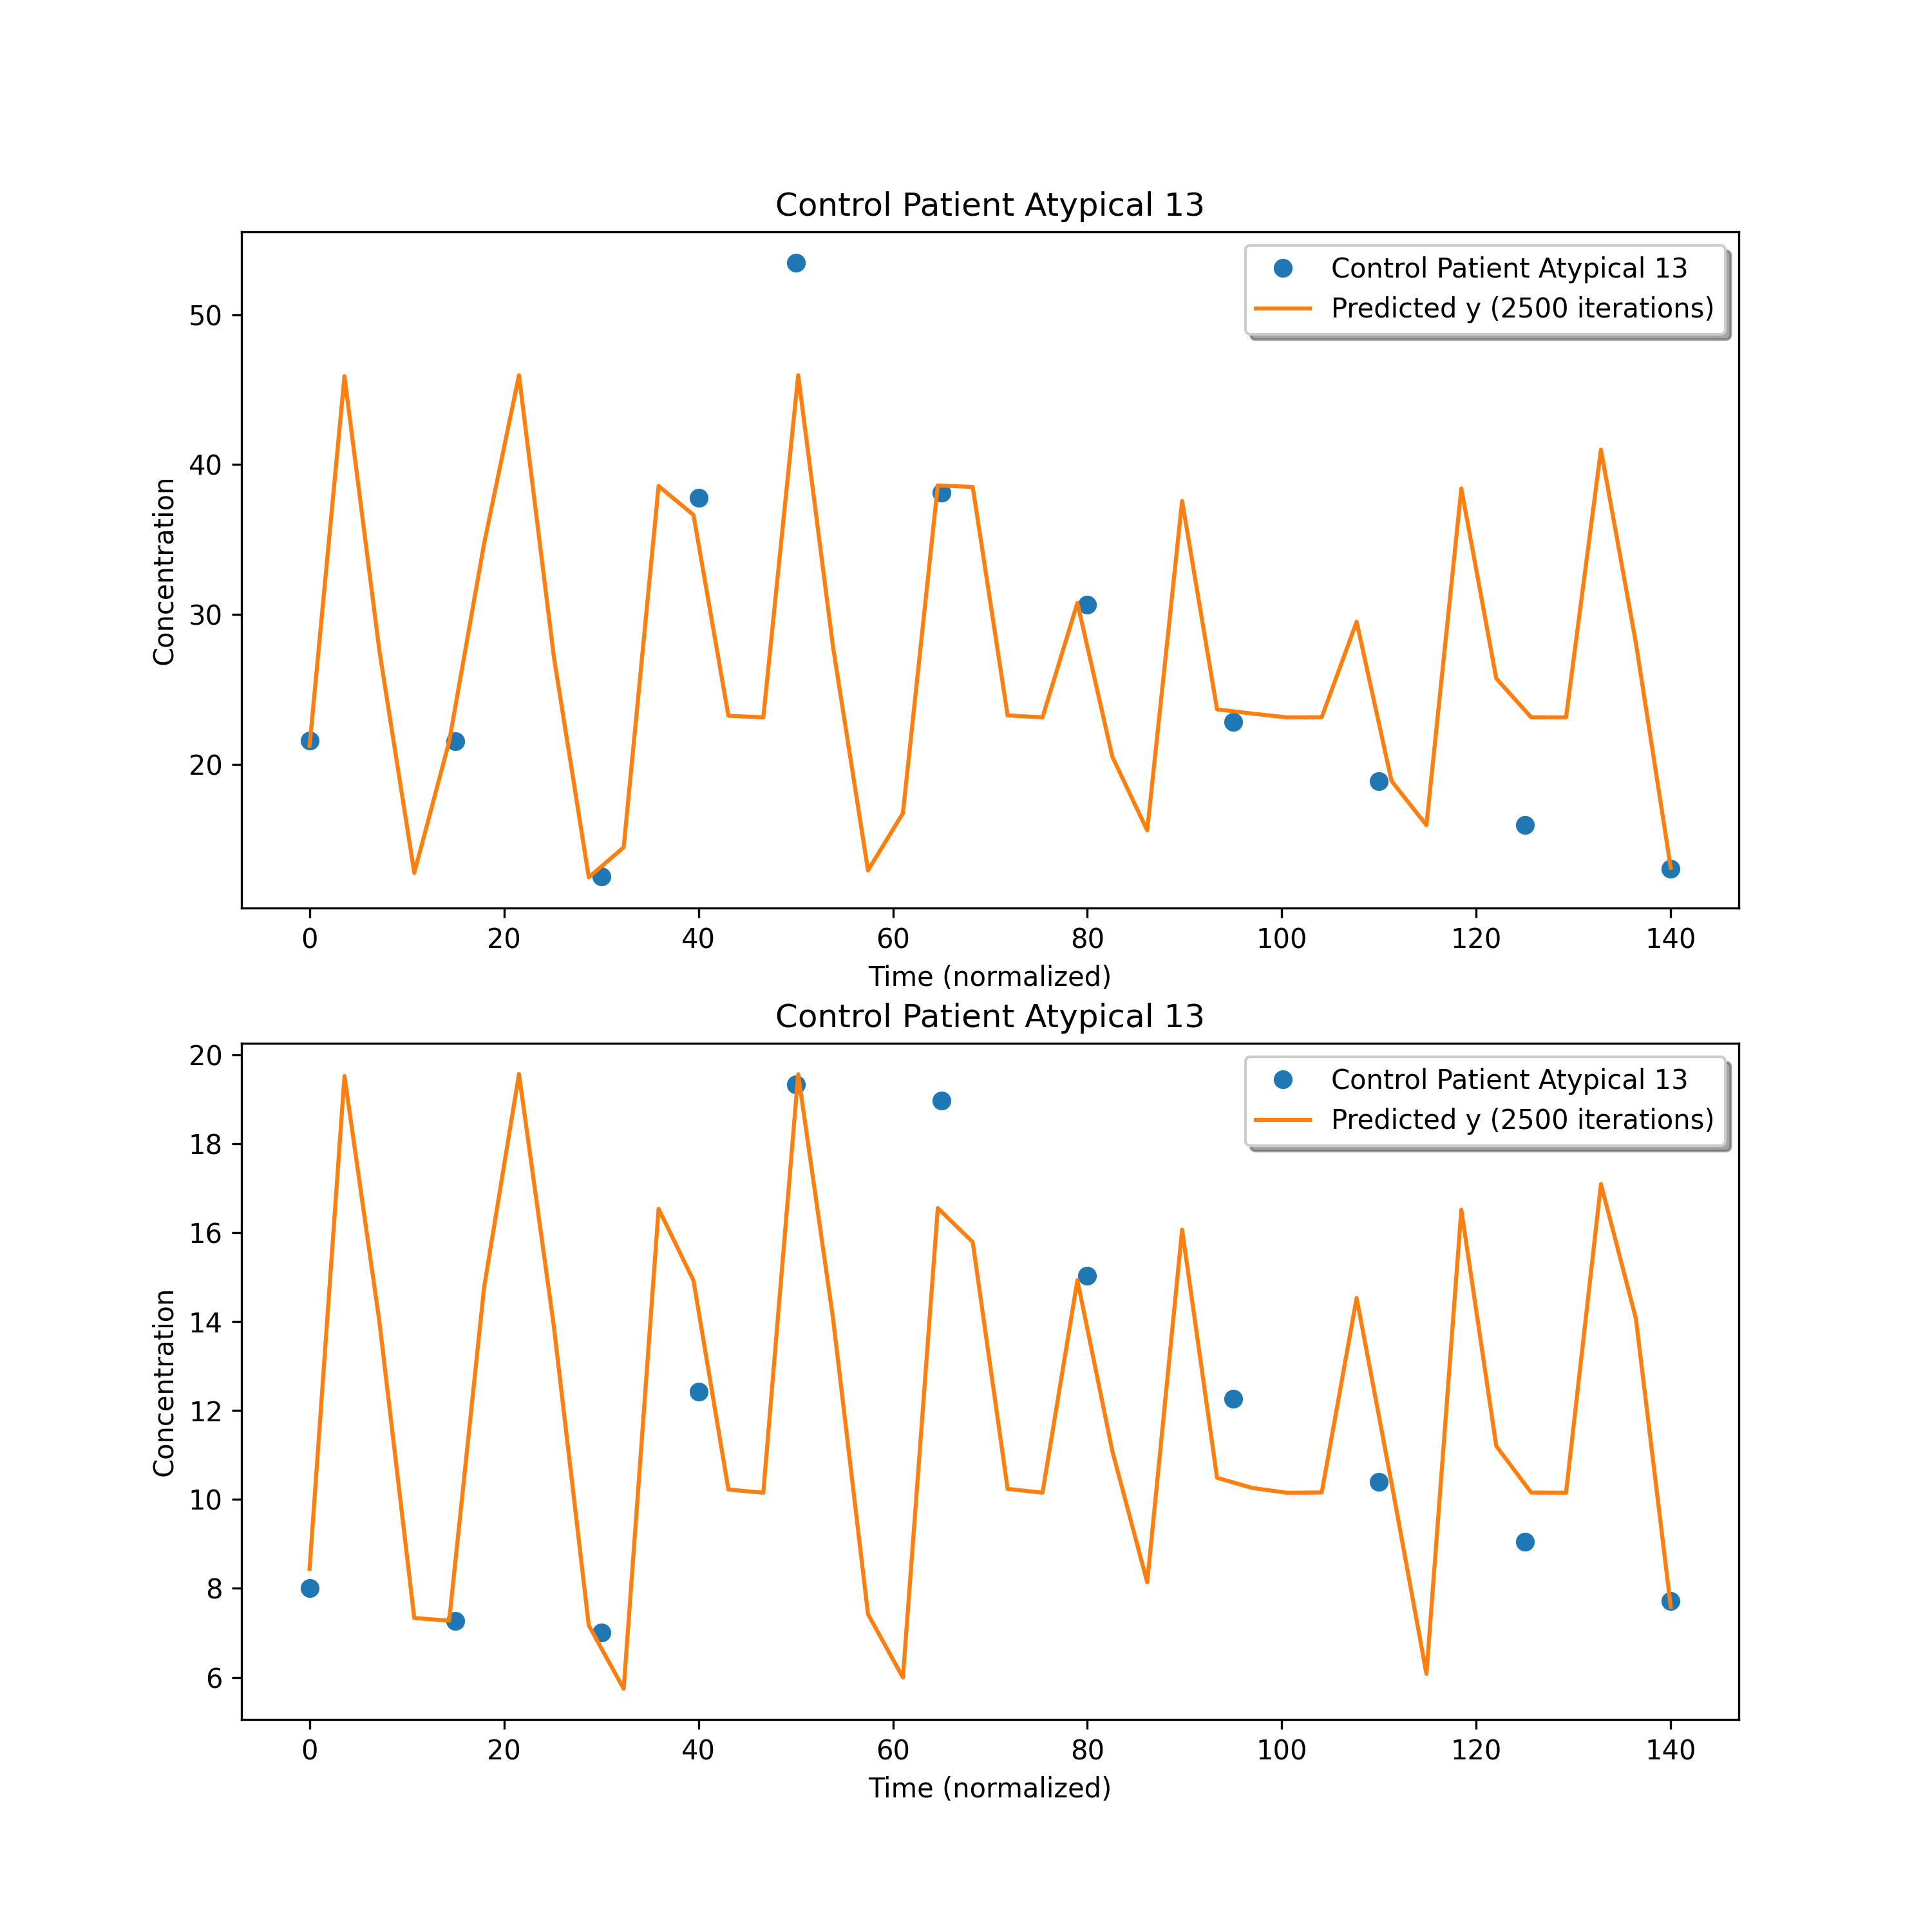 Control Patient Atypical 13
Control Patient Atypical 13
Predicted y (2500 iterations)
Concentration
50
40
30
20
0 20 40 60 80 100 120 140
Time (normalized)
Control Patient Atypical 13
Control Patient Atypical 13
Predicted y (2500 iterations)
Concentration
20
18
16
14
12
10
8
6
0 20 40 60 80 100 120 140
Time (normalized)